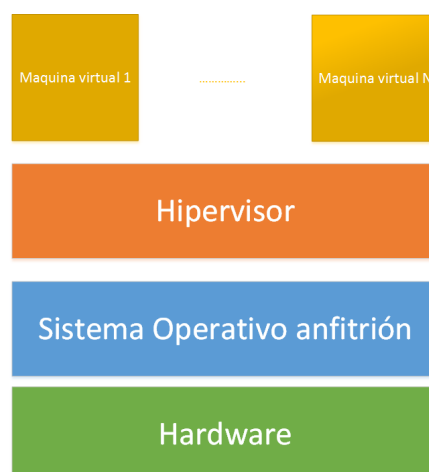 Maquina virtual 1
..............
Maquina virtual N
Hipervisor
Sistema Operativo anfitrión
Hardware